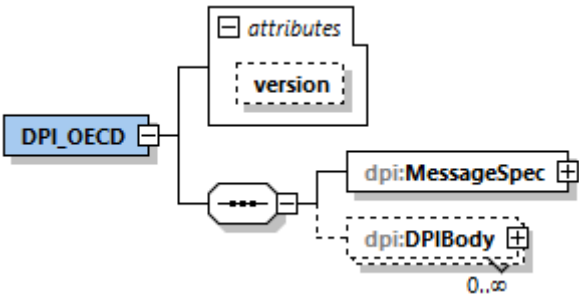 attributes
version
DPI_OECD
dpi:MessageSpec
dpi:DPIBody
0..∞